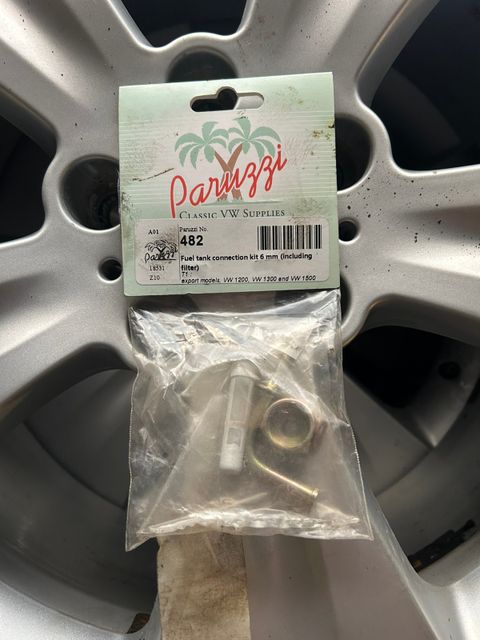 Paruzzi
CLASSIC VW SUPPLIES
A01
Paruzzi No.
482
Fuel tank connection kit 6 mm (including
filter)
T1 :
export models, VW 1200, VW 1300 and VW 1500
Paruzzi
18531
Z10